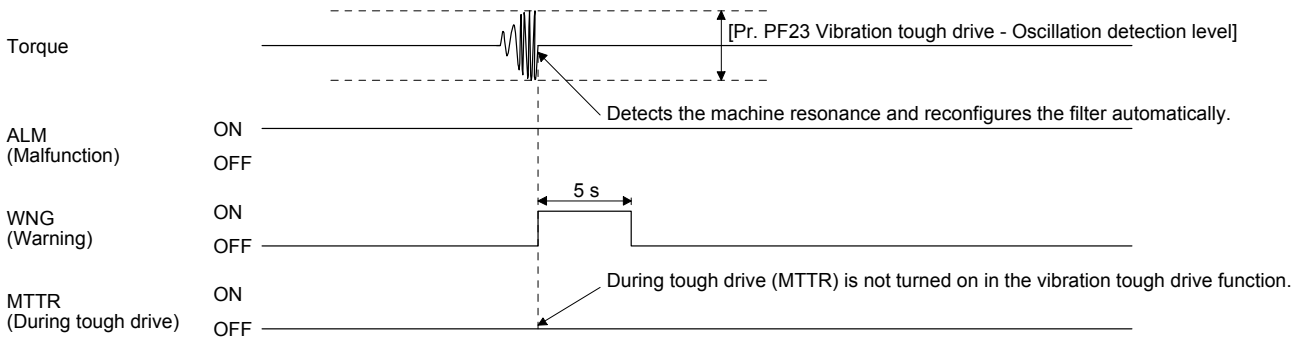 [Pr. PF23 Vibration tough drive - Oscillation detection level]
Torque
Detects the machine resonance and reconfigures the filter automatically.
ALM
(Malfunction)
ON
OFF
5 s
WNG
(Warning)
ON
OFF
During tough drive (MTTR) is not turned on in the vibration tough drive function.
MTTR
(During tough drive)
ON
OFF